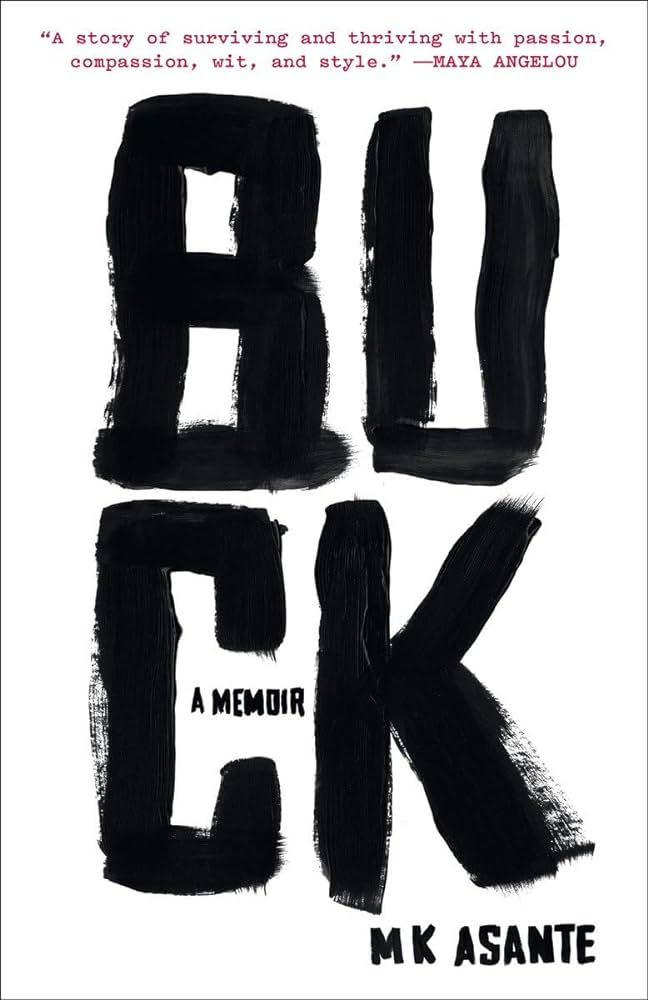 “A story of surviving and thriving with passion,
compassion, wit, and style.” —MAYA ANGELOU
BU
CK
A MEMOIR
MK ASANTE